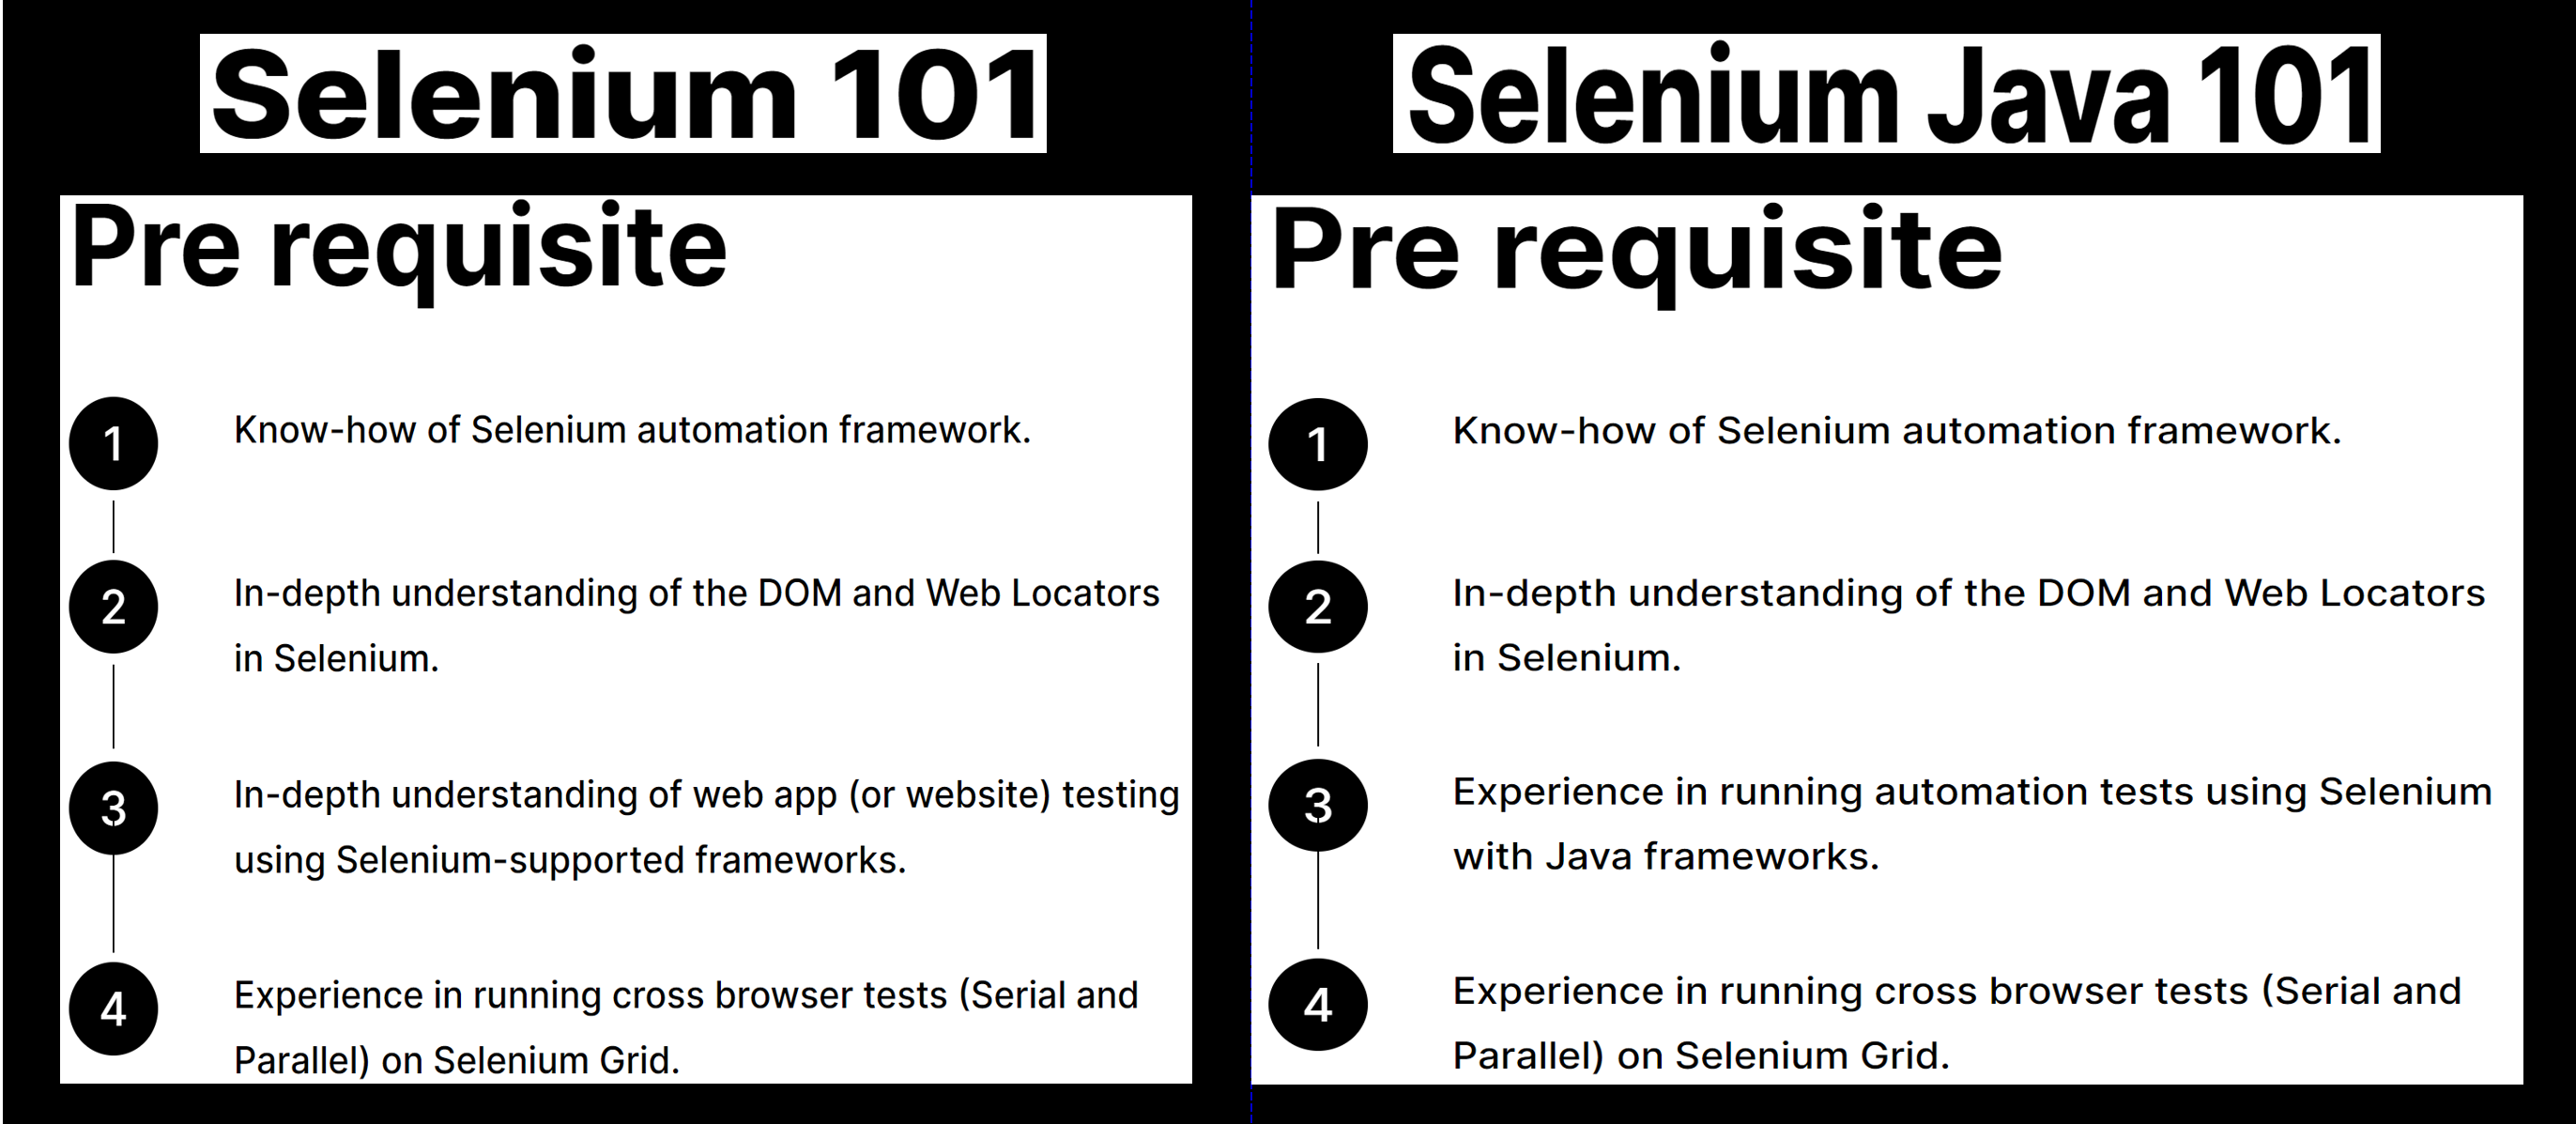 Selenium 101
Pre requisite
1
Know-how of Selenium automation framework.
2
In-depth understanding of the DOM and Web Locators
in Selenium.
3
In-depth understanding of web app (or website) testing
using Selenium-supported frameworks.
4
Experience in running cross browser tests (Serial and
Parallel) on Selenium Grid.
Selenium Java 101
Pre requisite
1
Know-how of Selenium automation framework.
2
In-depth understanding of the DOM and Web Locators
in Selenium.
3
Experience in running automation tests using Selenium
with Java frameworks.
4
Experience in running cross browser tests (Serial and
Parallel) on Selenium Grid.